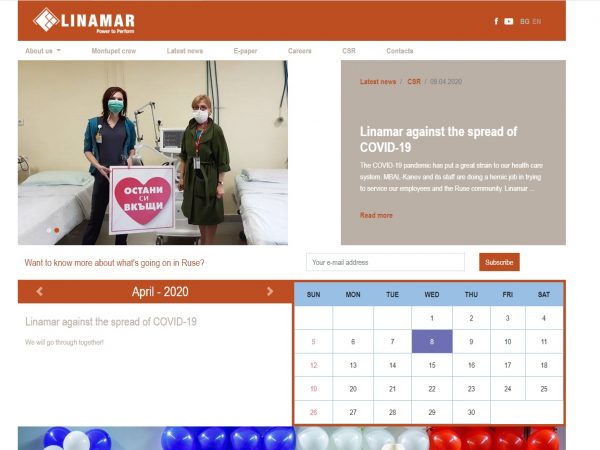 LINAMAR
Power to Perform
BG EN
About us
Montupet crew
Latest news
E-paper
Careers
CSR
Contacts
ОСТАНИ
СИ
ВКЪЩИ
Latest news / CSR / 09.04.2020
Linamar against the spread of
COVID-19
The COVID-19 pandemic has put a great strain to our health care
system. MBAL-Kanev and its staff are doing a heroic job in trying
to service our employees and the Ruse community. Linamar ...
Read more
Want to know more about what's going on in Ruse?
Your e-mail address
Subscribe
April - 2020
Linamar against the spread of COVID-19
We will go through together!
SUN MON TUE WED THU FRI SAT
1 2 3 4
5 6 7 8 9 10 11
12 13 14 15 16 17 18
19 20 21 22 23 24 25
26 27 28 29 30